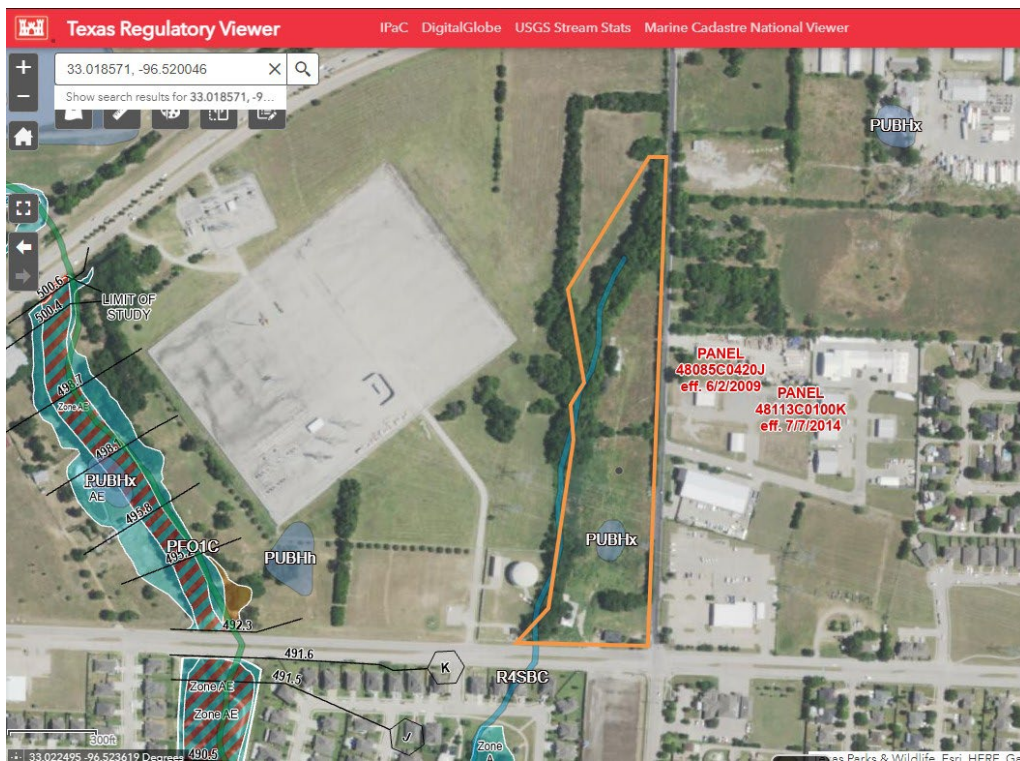 Texas Regulatory Viewer
IPaC DigitalGlobe USGS Stream Stats Marine Cadastre National Viewer
+
33.018571, -96.520046
Show search results for 33.018571, -9...
−
PUBHx
500.6
LIMIT OF
STUDY
500.4
PANEL
48085C0420J
eff. 6/2/2009
PANEL
48113C0100K
eff. 7/7/2014
498.7
Zone AE
498.1
PUBHx
AE
495.8
PFO1C
PUBHh
PUBHx
492.3
491.6
K
491.5
R4SBC
Zone AE
Zone AE
J
Zone
A
300ft
490.5
33.022495 -96.523619 Degrees
Texas Parks & Wildlife, Esri, HERE, Ga